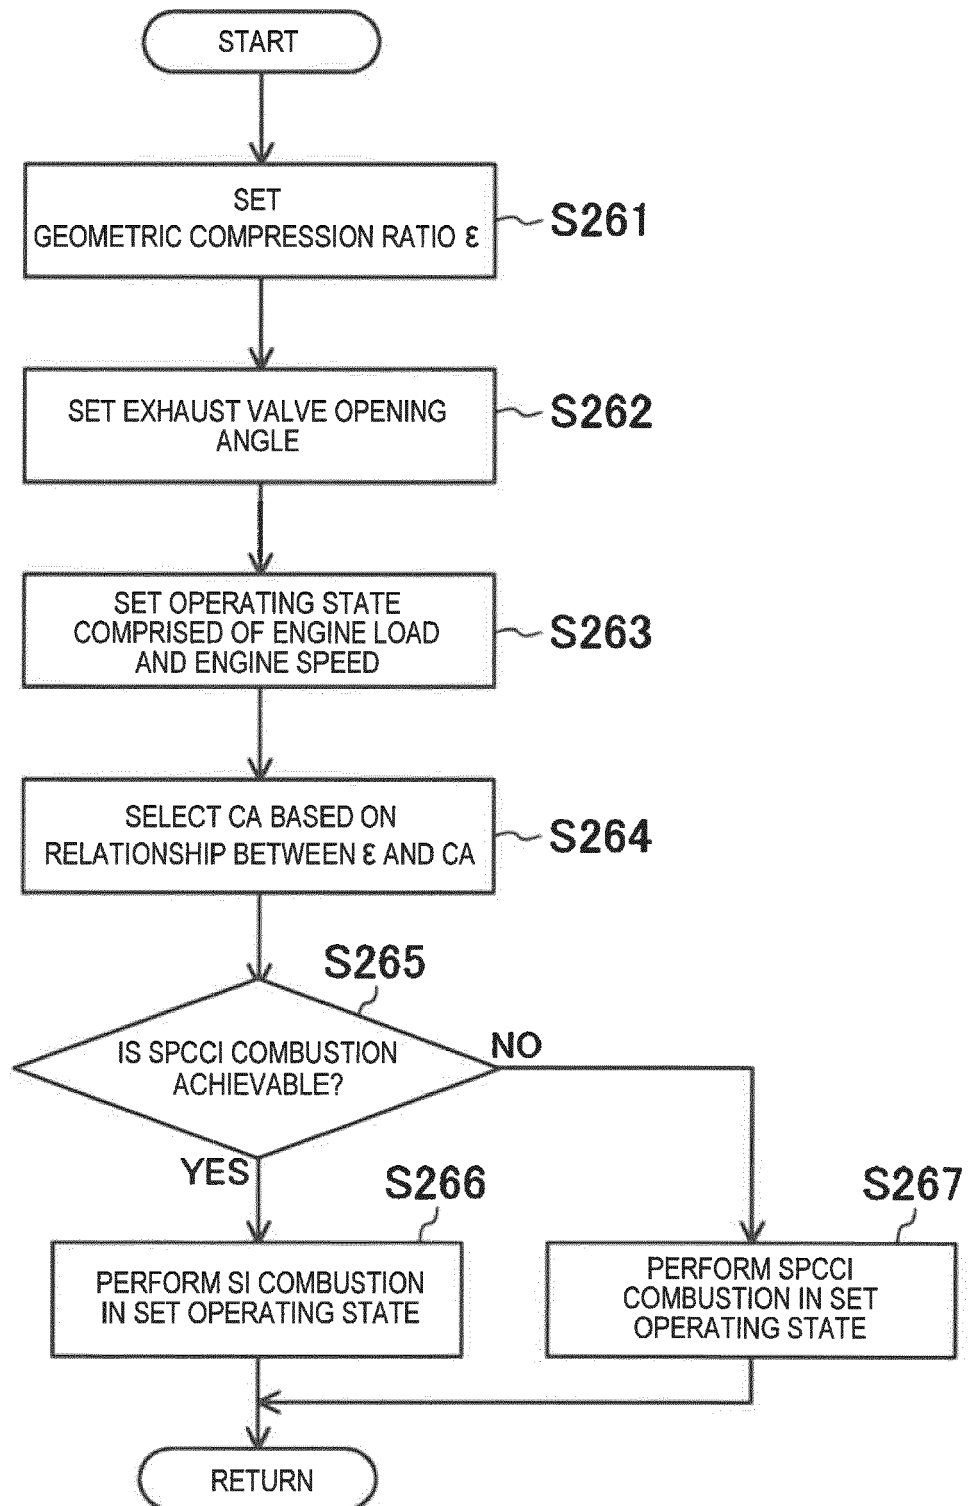 START
SET
GEOMETRIC COMPRESSION RATIO ε
S261
SET EXHAUST VALVE OPENING
ANGLE
S262
SET OPERATING STATE
COMPRISED OF ENGINE LOAD
AND ENGINE SPEED
S263
SELECT CA BASED ON
RELATIONSHIP BETWEEN ε AND CA
S264
S265
IS SPCCI COMBUSTION
ACHIEVABLE?
NO
YES
S266
PERFORM SI COMBUSTION
IN SET OPERATING STATE
S267
PERFORM SPCCI
COMBUSTION IN SET
OPERATING STATE
RETURN